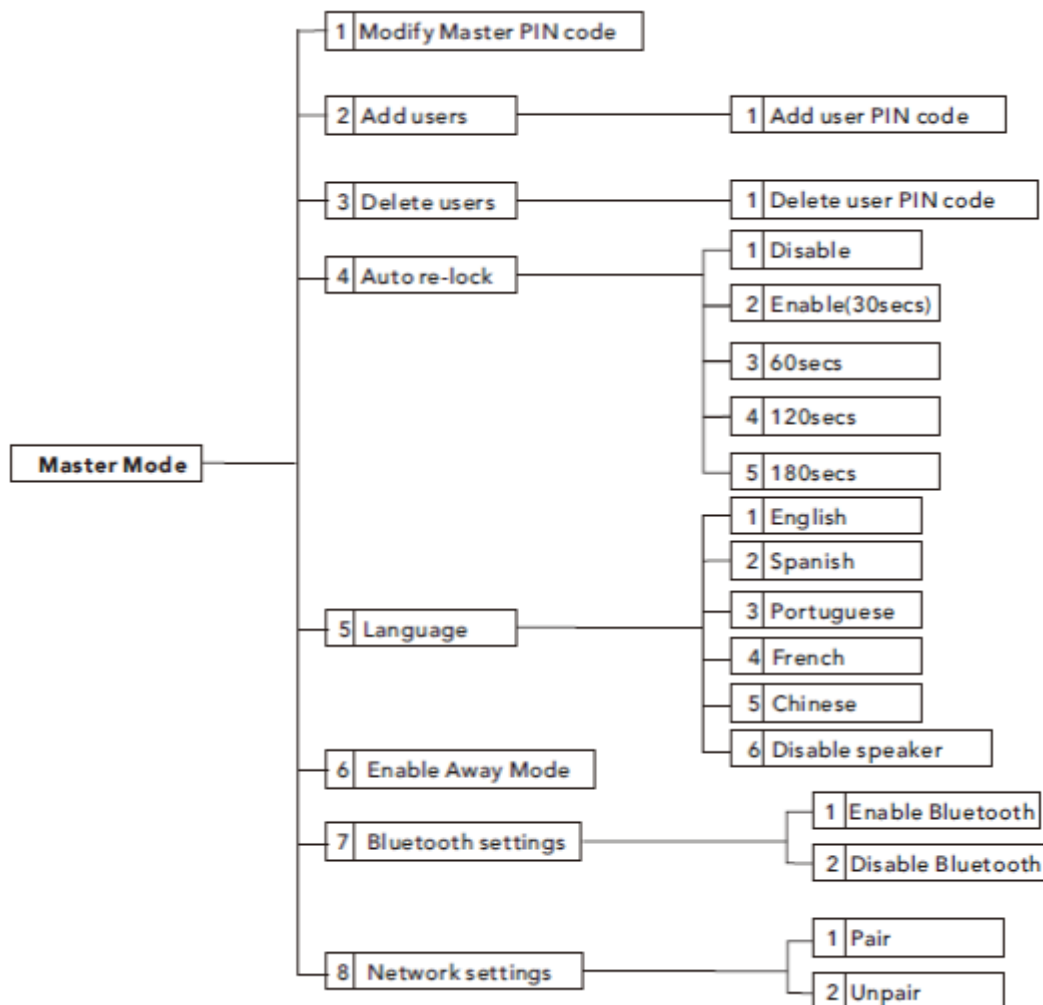 1 Modify Master PIN code
2 Add users
1 Add user PIN code
3 Delete users
1 Delete user PIN code
4 Auto re-lock
1 Disable
2 Enable(30secs)
3 60secs
4 120secs
5 180secs
Master Mode
5 Language
1 English
2 Spanish
3 Portuguese
4 French
5 Chinese
6 Disable speaker
6 Enable Away Mode
7 Bluetooth settings
1 Enable Bluetooth
2 Disable Bluetooth
8 Network settings
1 Pair
2 Unpair